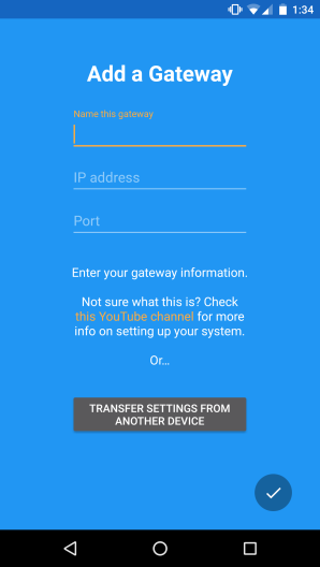 1:34
Add a Gateway
Name this gateway
IP address
Port
Enter your gateway information.
Not sure what this is? Check
this YouTube channel for more
info on setting up your system.
Or...
TRANSFER SETTINGS FROM
ANOTHER DEVICE